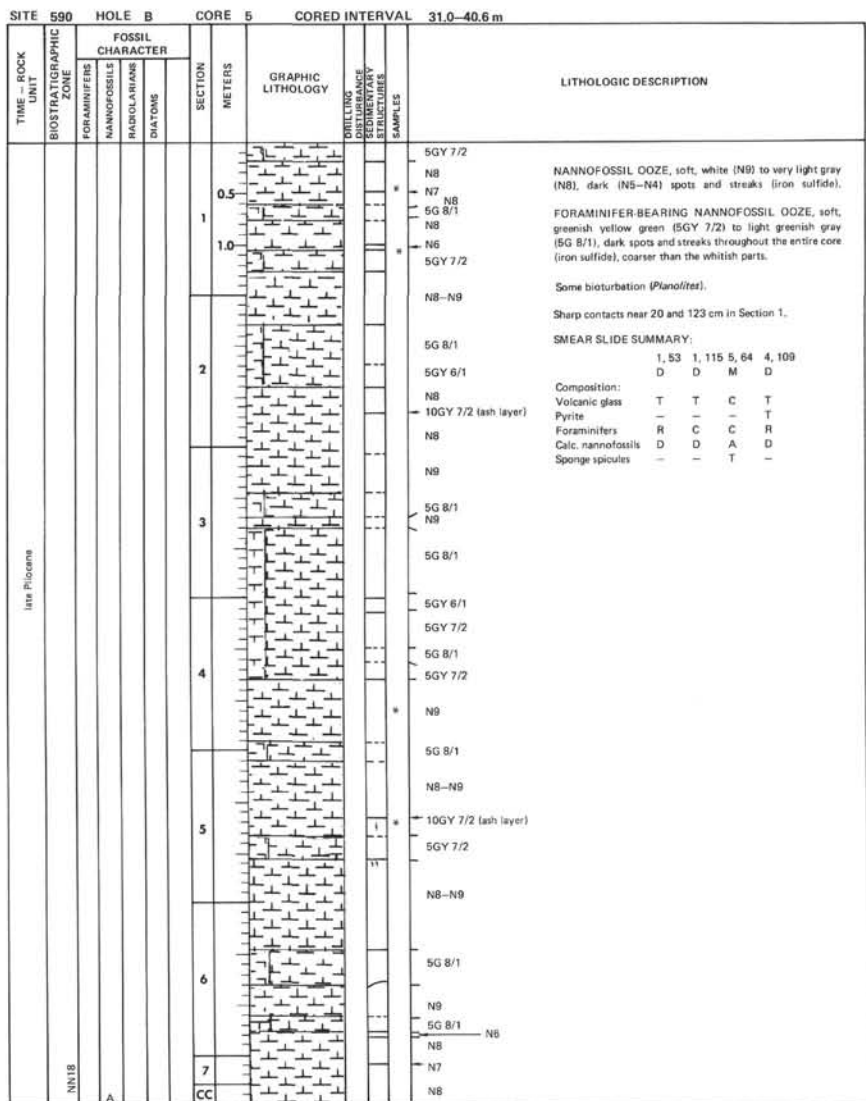 SITE 590 HOLE B CORE 5 CORED INTERVAL 31.0–40.6 m
TIME – ROCK UNIT
BIOSTRATIGRAPHIC ZONE
FOSSIL CHARACTER
FORAMINIFERS
NANNOFOSSILS
RADIOLARIANS
DIATOMS
SECTION
METERS
GRAPHIC LITHOLOGY
DRILLING DISTURBANCE
SEDIMENTARY STRUCTURES
SAMPLES
LITHOLOGIC DESCRIPTION
late Pliocene
NN18
A
1
0.5
1.0
2
3
4
5
6
7
CC
*
*
*
*
5GY 7/2
N8
N7
N8
5G 8/1
N8
N6
5GY 7/2
N8–N9
5G 8/1
5GY 6/1
N8
10GY 7/2 (ash layer)
N8
N9
5G 8/1
N9
5G 8/1
5GY 6/1
5GY 7/2
5G 8/1
5GY 7/2
N9
5G 8/1
N8–N9
10GY 7/2 (ash layer)
5GY 7/2
N8–N9
5G 8/1
N9
5G 8/1
N6
N8
N7
N8
NANNOFOSSIL OOZE, soft, white (N9) to very light gray
(N8), dark (N5–N4) spots and streaks (iron sulfide).
FORAMINIFER-BEARING NANNOFOSSIL OOZE, soft,
greenish yellow green (5GY 7/2) to light greenish gray
(5G 8/1), dark spots and streaks throughout the entire core
(iron sulfide), coarser than the whitish parts.
Some bioturbation (Planolites).
Sharp contacts near 20 and 123 cm in Section 1.
SMEAR SLIDE SUMMARY:
1, 53 1, 115 5, 64 4, 109
D D M D
Composition:
Volcanic glass T T C T
Pyrite – – – T
Foraminifers R C C R
Calc. nannofossils D D A D
Sponge spicules – – T –